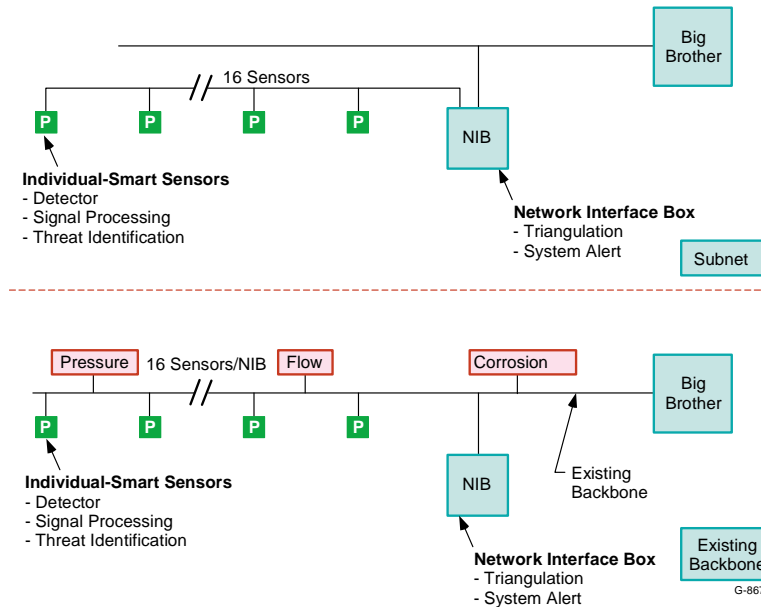 Big
Brother
16 Sensors
P P P P
NIB
Individual-Smart Sensors
- Detector
- Signal Processing
- Threat Identification
Network Interface Box
- Triangulation
- System Alert
Subnet
Pressure 16 Sensors/NIB Flow Corrosion
Big
Brother
P P P P
NIB
Existing
Backbone
Individual-Smart Sensors
- Detector
- Signal Processing
- Threat Identification
Network Interface Box
- Triangulation
- System Alert
Existing
Backbone
G-867